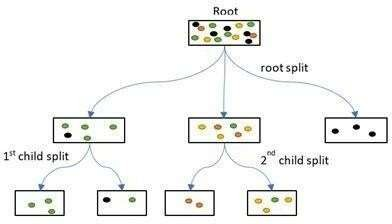 Root
root split
1st child split
2nd child split